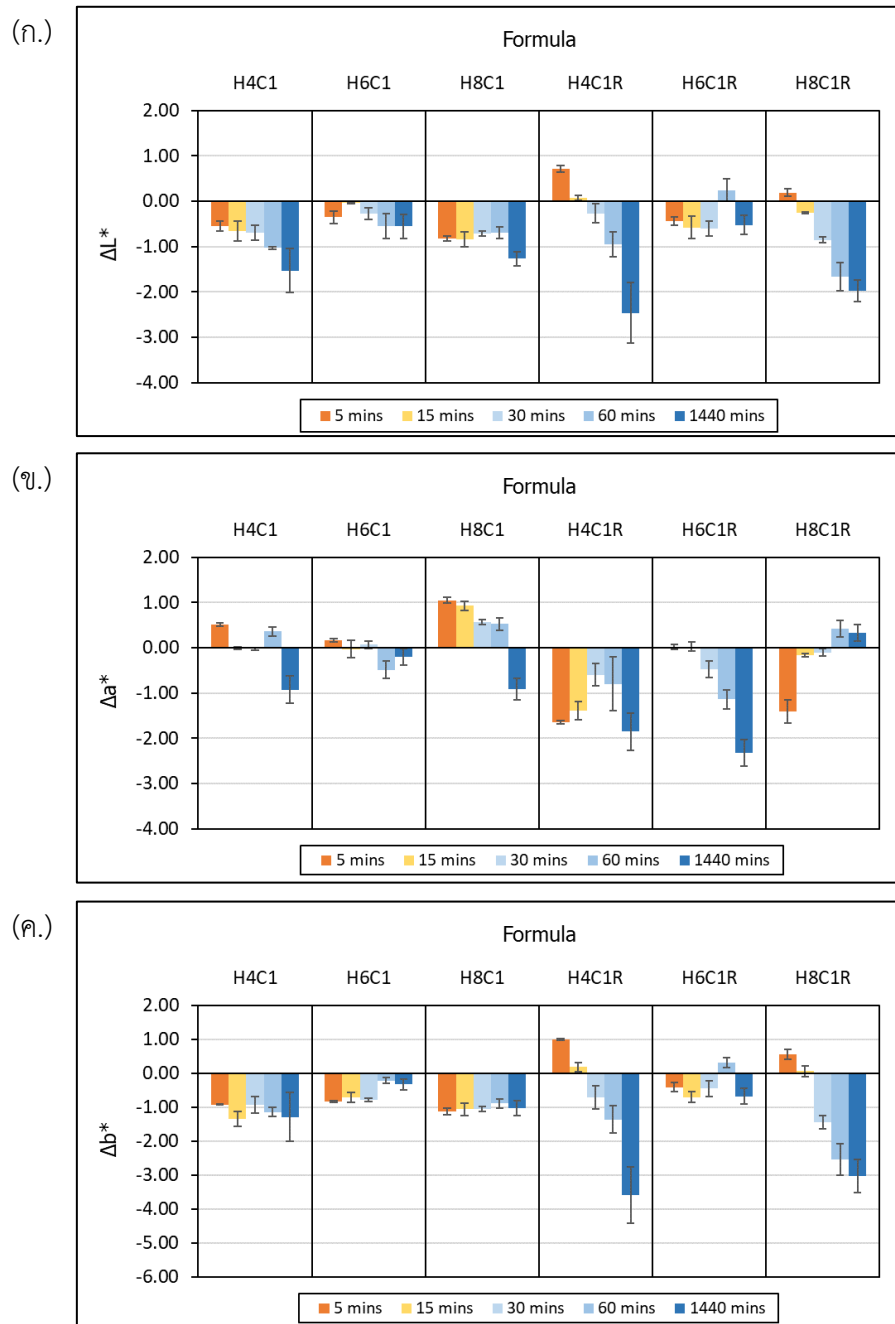 (ก.)
Formula
H4C1 H6C1 H8C1 H4C1R H6C1R H8C1R
2.00
1.00
0.00
-1.00
-2.00
-3.00
-4.00
ΔL*
5 mins 15 mins 30 mins 60 mins 1440 mins
(ข.)
Formula
H4C1 H6C1 H8C1 H4C1R H6C1R H8C1R
2.00
1.00
0.00
-1.00
-2.00
-3.00
-4.00
Δa*
5 mins 15 mins 30 mins 60 mins 1440 mins
(ค.)
Formula
H4C1 H6C1 H8C1 H4C1R H6C1R H8C1R
2.00
1.00
0.00
-1.00
-2.00
-3.00
-4.00
-5.00
-6.00
Δb*
5 mins 15 mins 30 mins 60 mins 1440 mins